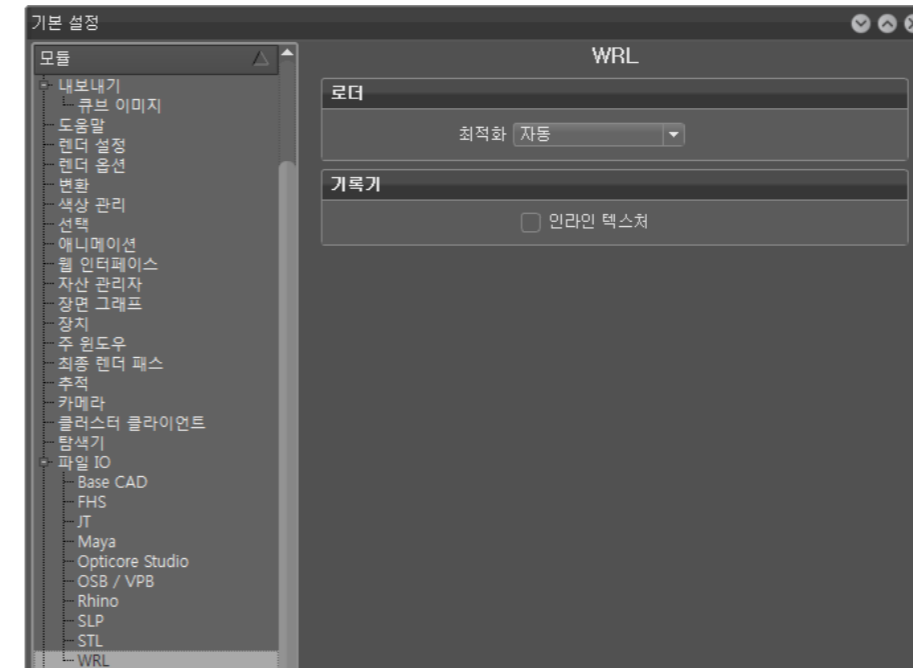 기본 설정
모듈
내보내기
큐브 이미지
도움말
렌더 설정
렌더 옵션
변환
색상 관리
선택
애니메이션
웹 인터페이스
자산 관리자
장면 그래프
장치
주 윈도우
최종 렌더 패스
추적
카메라
클러스터 클라이언트
탐색기
파일 IO
Base CAD
FHS
JT
Maya
Opticore Studio
OSB / VPB
Rhino
SLP
STL
WRL
WRL
로더
최적화 자동
기록기
인라인 텍스처